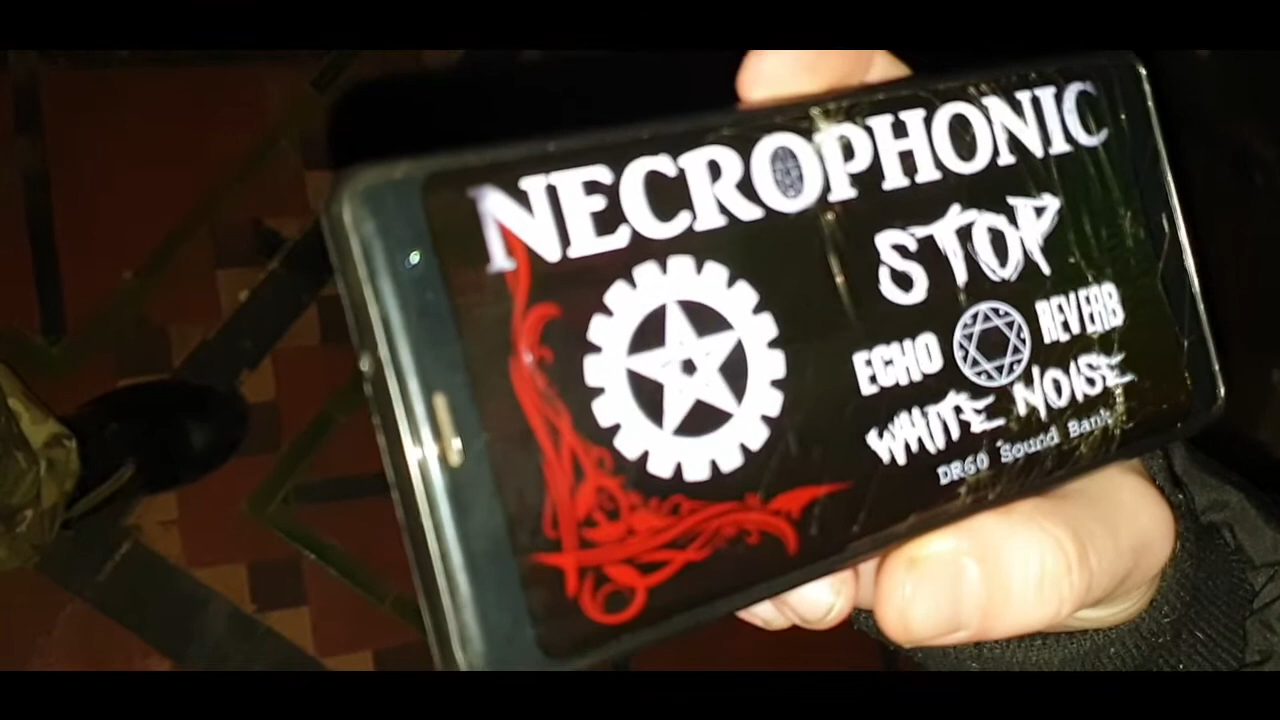 NECROPHONIC
STOP
ECHO REVERB
WHITE NOISE
DR60 Sound Bank